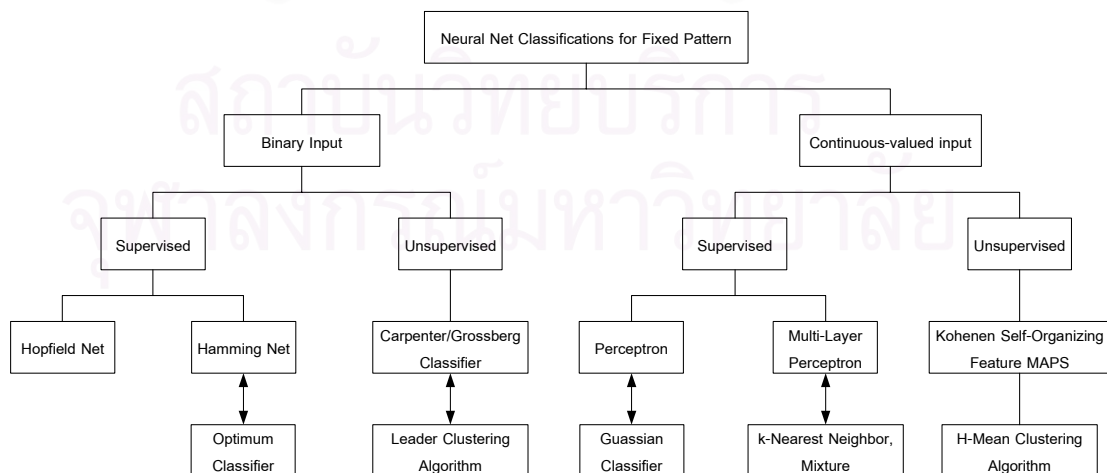 Neural Net Classifications for Fixed Pattern
สถาบันวิทยบริการ
Binary Input
Continuous-valued input
จุฬาลงกรณ์มหาวิทยาลัย
Supervised
Unsupervised
Supervised
Unsupervised
Hopfield Net
Hamming Net
Carpenter/Grossberg
Classifier
Perceptron
Multi-Layer
Perceptron
Kohenen Self-Organizing
Feature MAPS
Optimum
Classifier
Leader Clustering
Algorithm
Guassian
Classifier
k-Nearest Neighbor,
Mixture
H-Mean Clustering
Algorithm